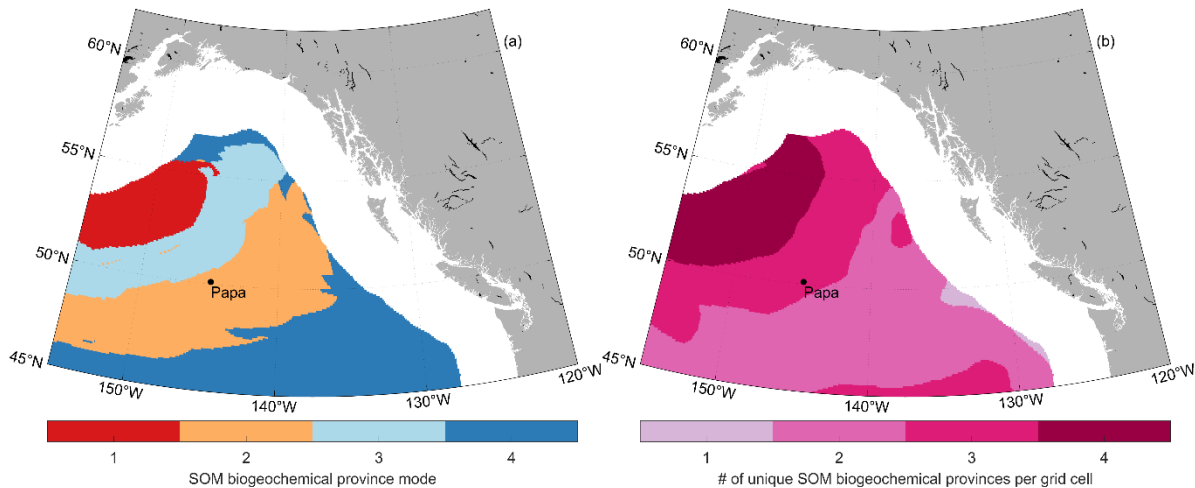 (a)
60°N
55°N
50°N
45°N
150°W
140°W
130°W
120°W
Papa
1 2 3 4
SOM biogeochemical province mode
(b)
60°N
55°N
50°N
45°N
150°W
140°W
130°W
120°W
Papa
1 2 3 4
# of unique SOM biogeochemical provinces per grid cell